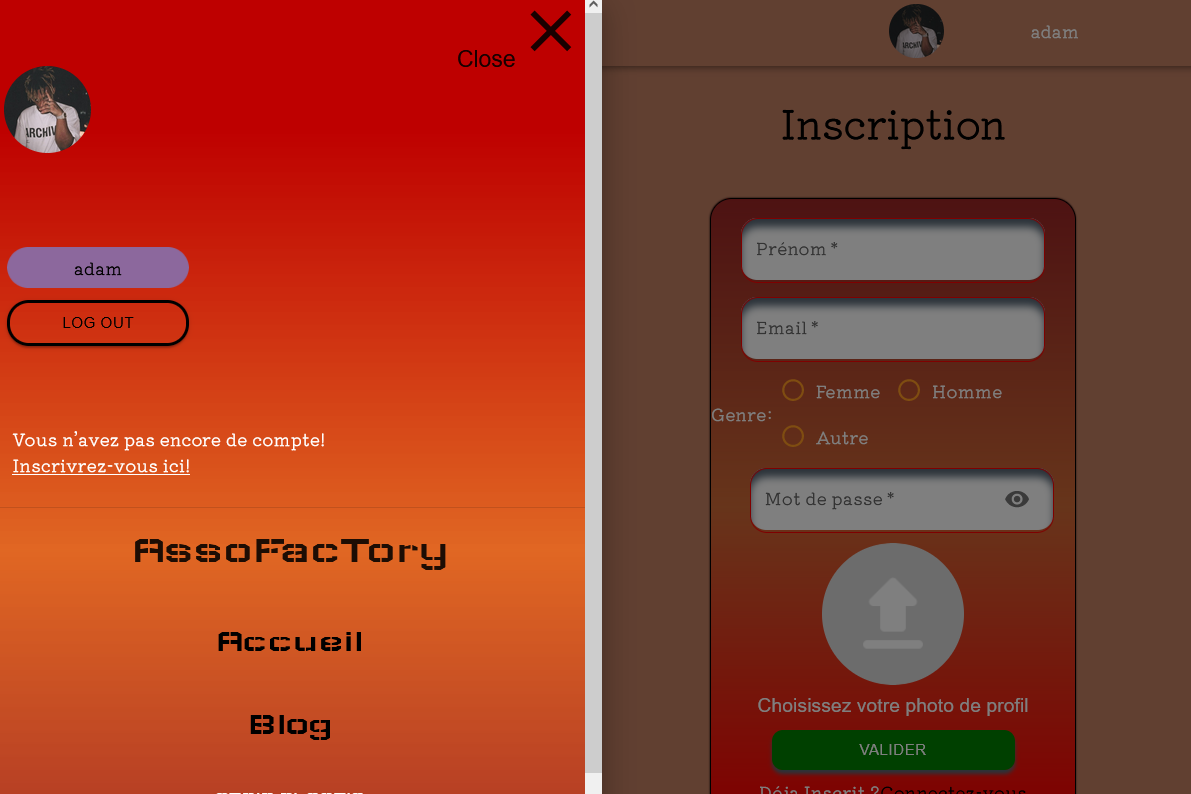 Close
ARCHIV
adam
LOG OUT
Vous n'avez pas encore de compte!
Inscrivrez-vous ici!
AssoFacTory
Accueil
Blog
adam
Inscription
Prénom *
Email *
Genre:
Femme
Homme
Autre
Mot de passe *
Choisissez votre photo de profil
VALIDER
Déja Inscrit ?Connectez-vous